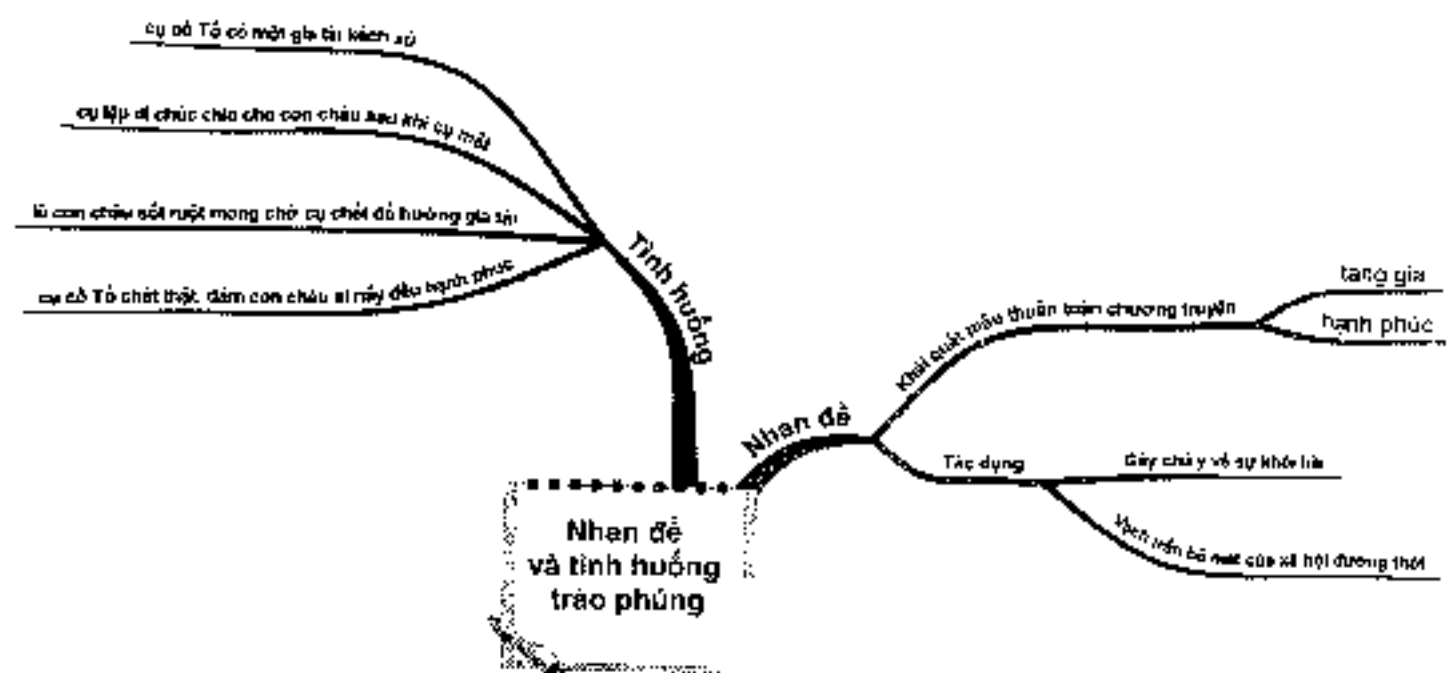 cụ cố Tổ có một gia tài kếch xù
cụ lập di chúc chia cho con cháu sau khi cụ mất
lũ con cháu sốt ruột mong chờ cụ chết để hưởng gia tài
cụ cố Tổ chết thật, đám con cháu ai nấy đều hạnh phúc
Tình huống
Nhan đề
Khái quát mâu thuẫn toàn chương truyện
tang gia
hạnh phúc
Tác dụng
Gây chú ý về sự khôi hài
Vạch trần bộ mặt của xã hội đương thời
Nhan đề
và tình huống
trào phúng